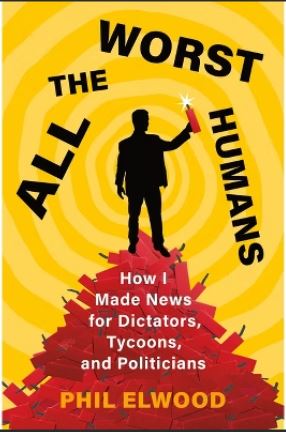 ALL
THE
WORST
HUMANS
How I
Made News
for Dictators,
Tycoons,
and Politicians
PHIL ELWOOD